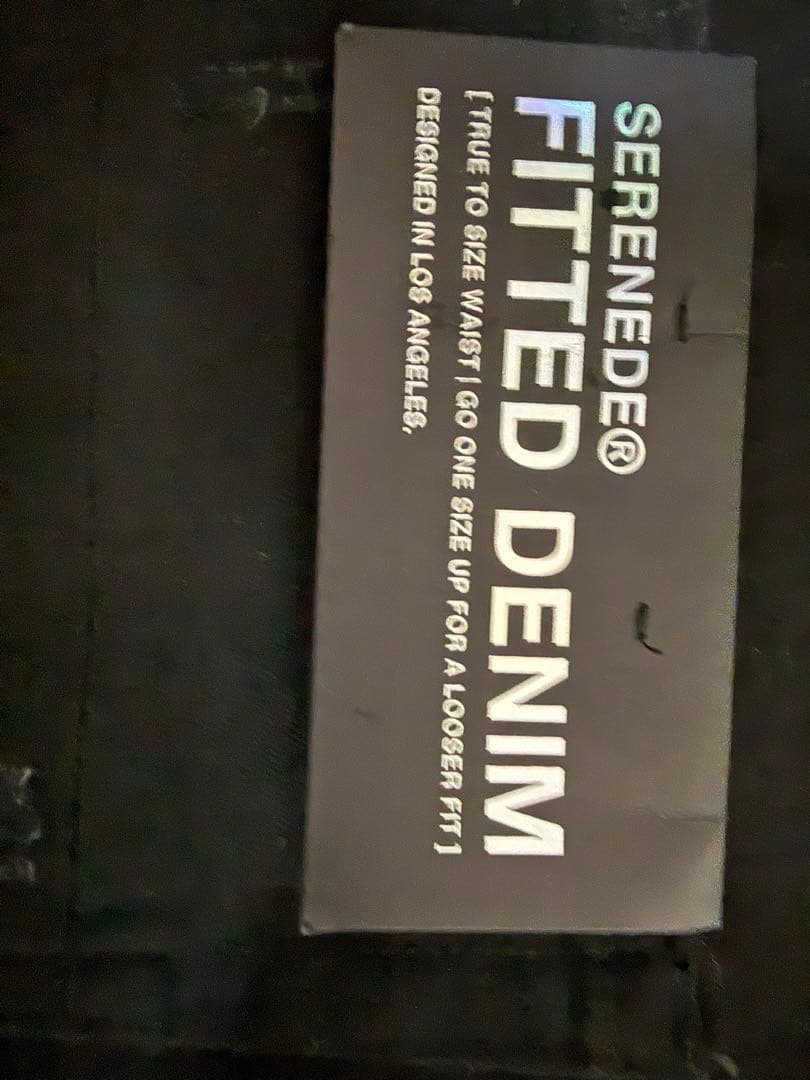 SERENEDE®
FITTED DENIM
[ TRUE TO SIZE WAIST | GO ONE SIZE UP FOR A LOOSER FIT ]
DESIGNED IN LOS ANGELES,